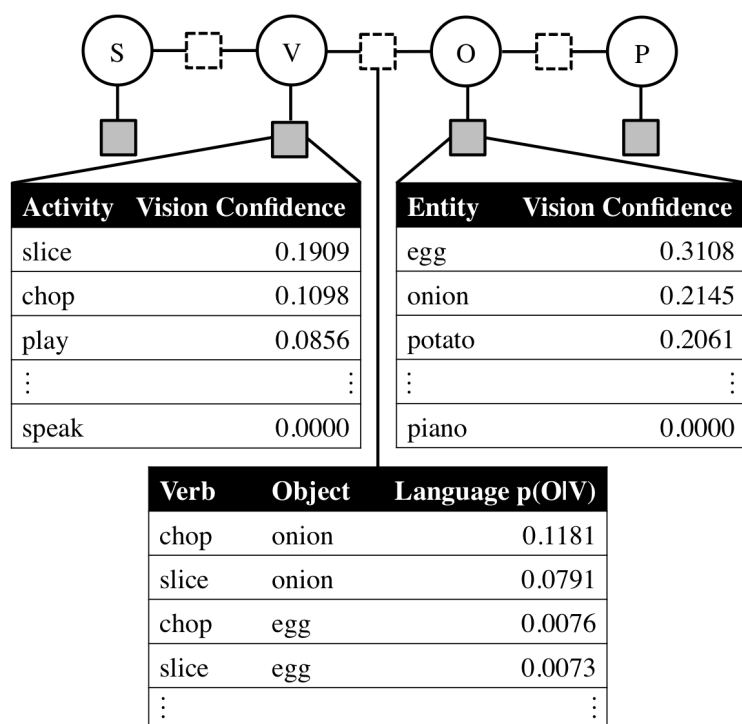 S V O P
Activity Vision Confidence
slice 0.1909
chop 0.1098
play 0.0856
⋮ ⋮
speak 0.0000
Entity Vision Confidence
egg 0.3108
onion 0.2145
potato 0.2061
⋮ ⋮
piano 0.0000
Verb Object Language p(O|V)
chop onion 0.1181
slice onion 0.0791
chop egg 0.0076
slice egg 0.0073
⋮ ⋮